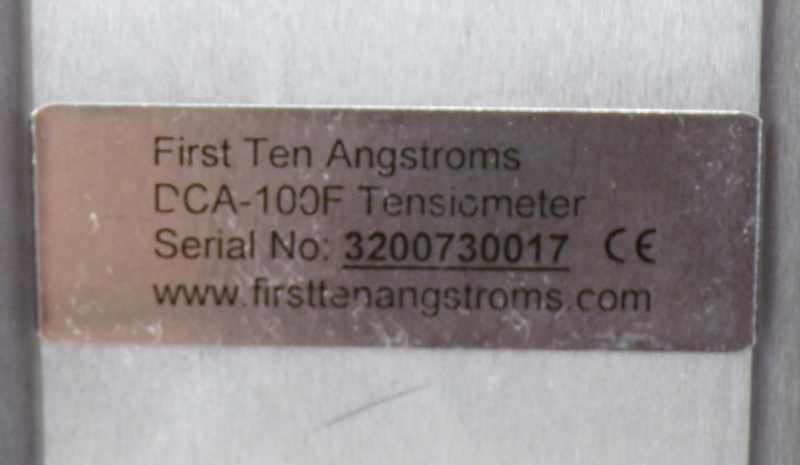 First Ten Angstroms
DCA-100F Tensiometer
Serial No: 3200730017 CE
www.firsttenangstroms.com